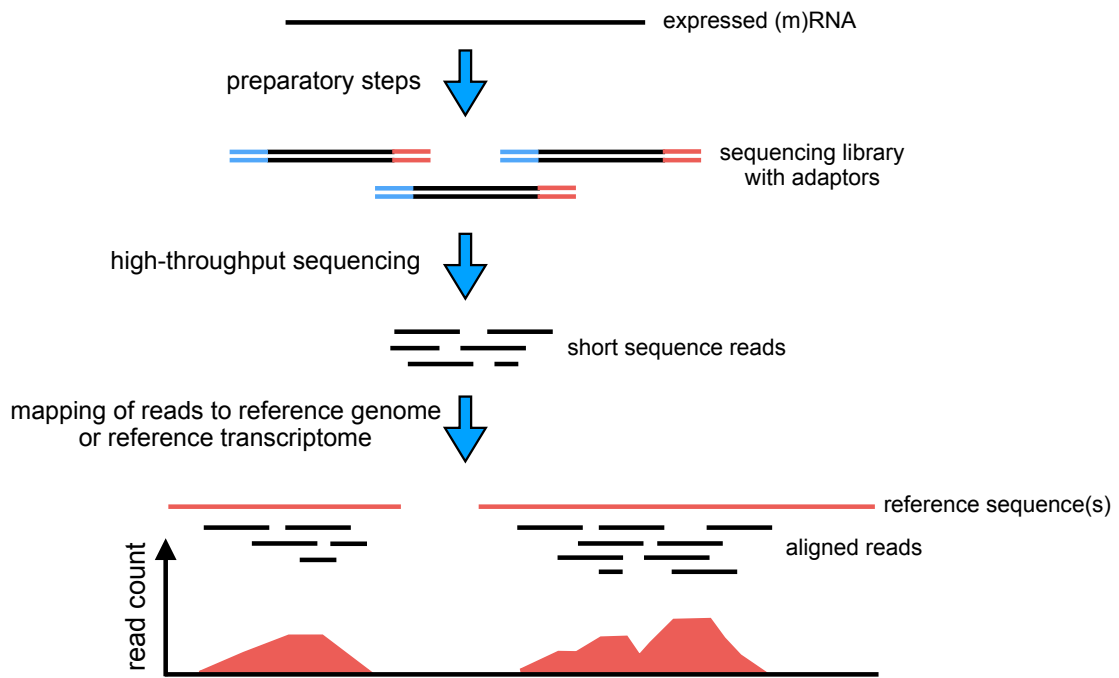 expressed (m)RNA
preparatory steps
sequencing library
with adaptors
high-throughput sequencing
short sequence reads
mapping of reads to reference genome
or reference transcriptome
reference sequence(s)
aligned reads
read count